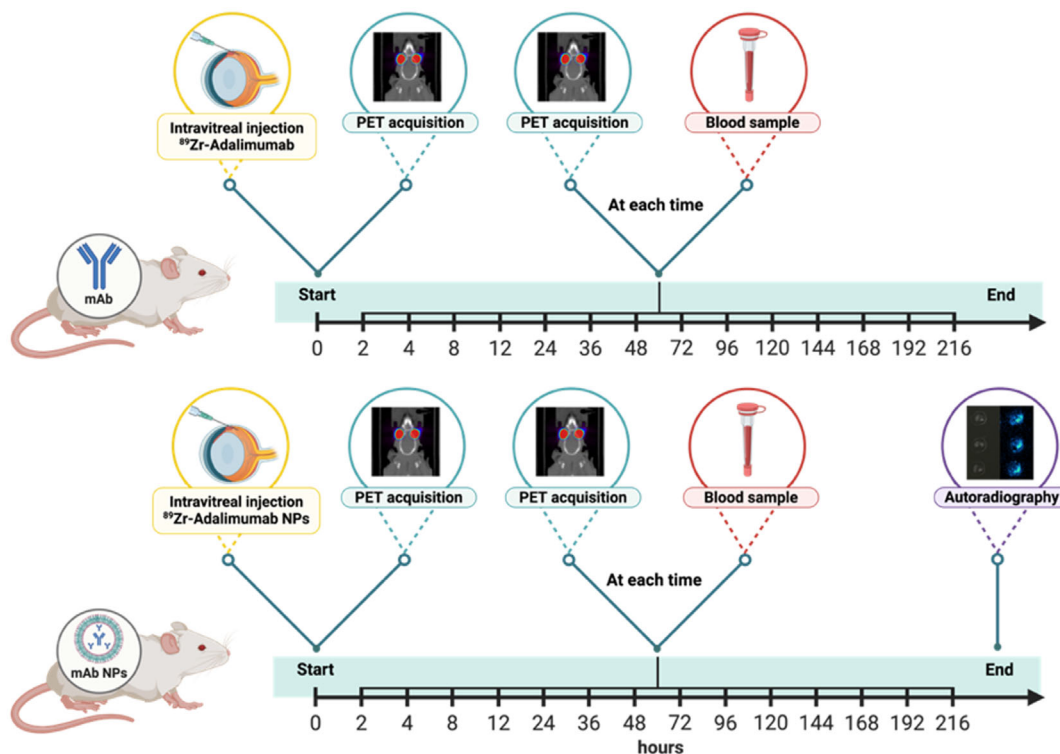 Intravitreal injection
⁸⁹Zr-Adalimumab
PET acquisition
PET acquisition
Blood sample
At each time
mAb
Start
End
0 2 4 8 12 24 36 48 72 96 120 144 168 192 216
Intravitreal injection
⁸⁹Zr-Adalimumab NPs
PET acquisition
PET acquisition
Blood sample
Autoradiography
At each time
mAb NPs
Start
End
0 2 4 8 12 24 36 48 72 96 120 144 168 192 216
hours